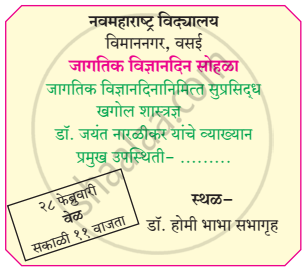 नवमहाराष्ट्र विद्यालय
विमाननगर, वसई
जागतिक विज्ञानदिन सोहळा
जागतिक विज्ञानदिनानिमित्त सुप्रसिद्ध
खगोल शास्त्रज्ञ
डॉ. जयंत नारळीकर यांचे व्याख्यान
प्रमुख उपस्थिती– .........
२८ फेब्रुवारी
वेळ
सकाळी ११ वाजता
स्थळ–
डॉ. होमी भाभा सभागृह